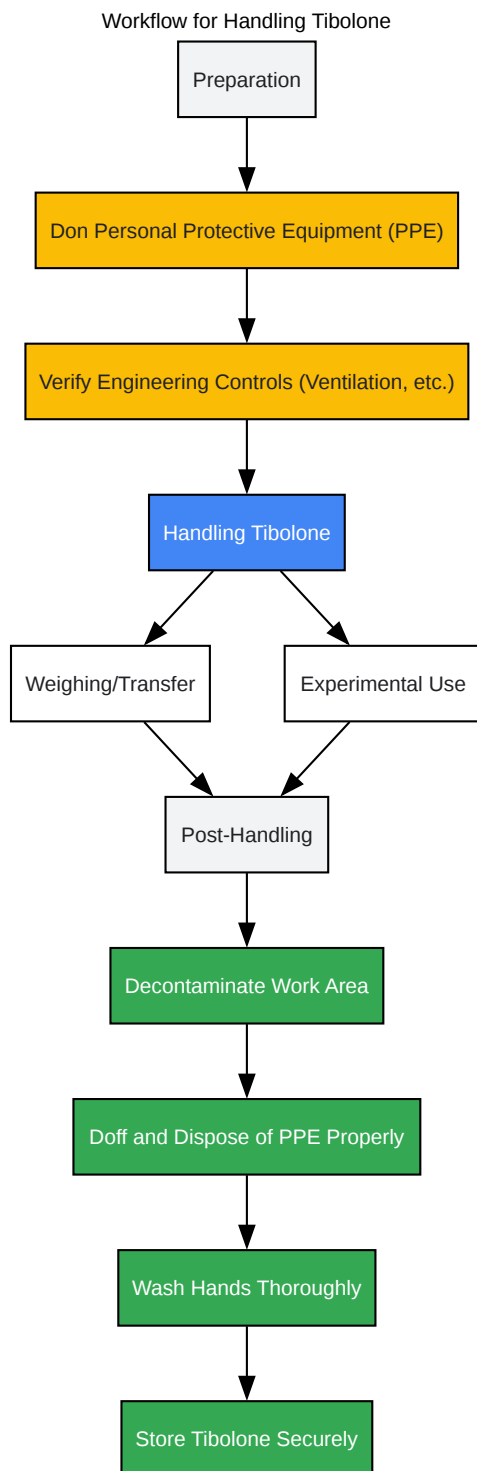 Workflow for Handling Tibolone
Preparation
Don Personal Protective Equipment (PPE)
Verify Engineering Controls (Ventilation, etc.)
Handling Tibolone
Weighing/Transfer
Experimental Use
Post-Handling
Decontaminate Work Area
Doff and Dispose of PPE Properly
Wash Hands Thoroughly
Store Tibolone Securely